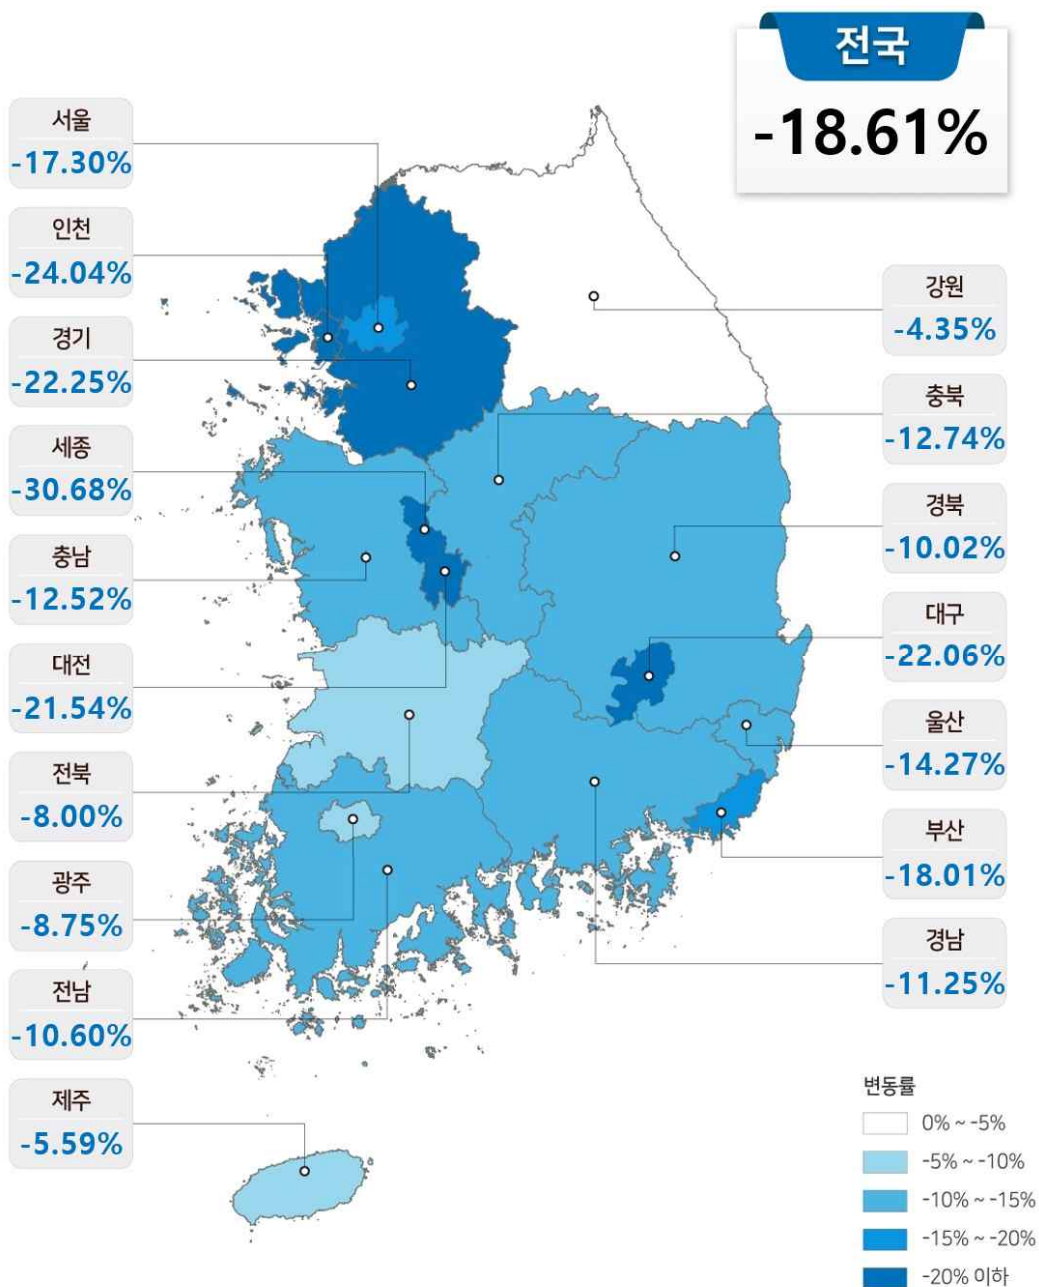 전국
-18.61%
서울
-17.30%
인천
-24.04%
경기
-22.25%
세종
-30.68%
충남
-12.52%
대전
-21.54%
전북
-8.00%
광주
-8.75%
전남
-10.60%
제주
-5.59%
강원
-4.35%
충북
-12.74%
경북
-10.02%
대구
-22.06%
울산
-14.27%
부산
-18.01%
경남
-11.25%
변동률
0% ~ -5%
-5% ~ -10%
-10% ~ -15%
-15% ~ -20%
-20% 이하